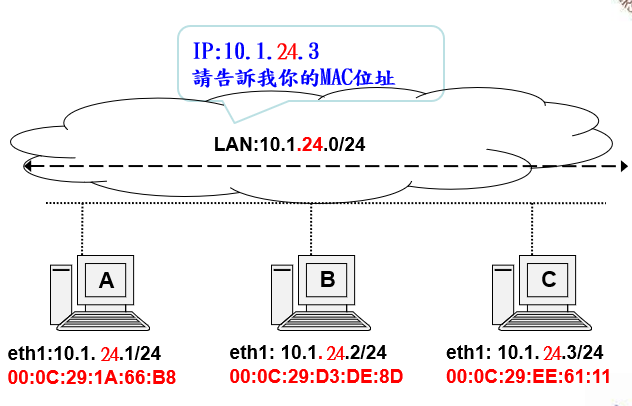 IP:10.1.24.3
請告訴我你的MAC位址
LAN:10.1.24.0/24
A
B
C
eth1:10.1. 24.1/24
00:0C:29:1A:66:B8
eth1: 10.1. 24.2/24
00:0C:29:D3:DE:8D
eth1: 10.1. 24.3/24
00:0C:29:EE:61:11